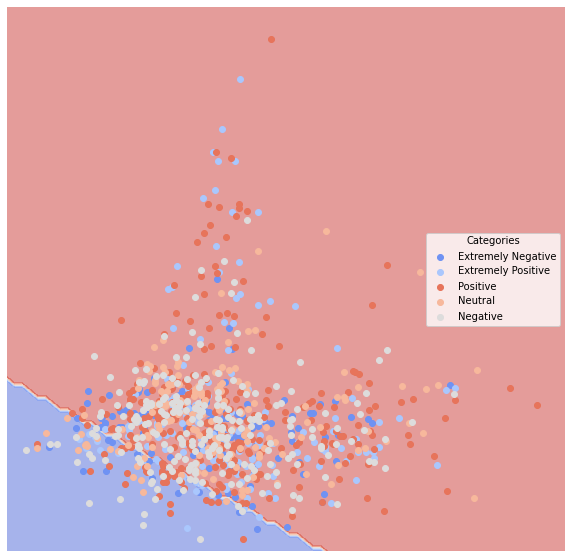 Categories
Extremely Negative
Extremely Positive
Positive
Neutral
Negative